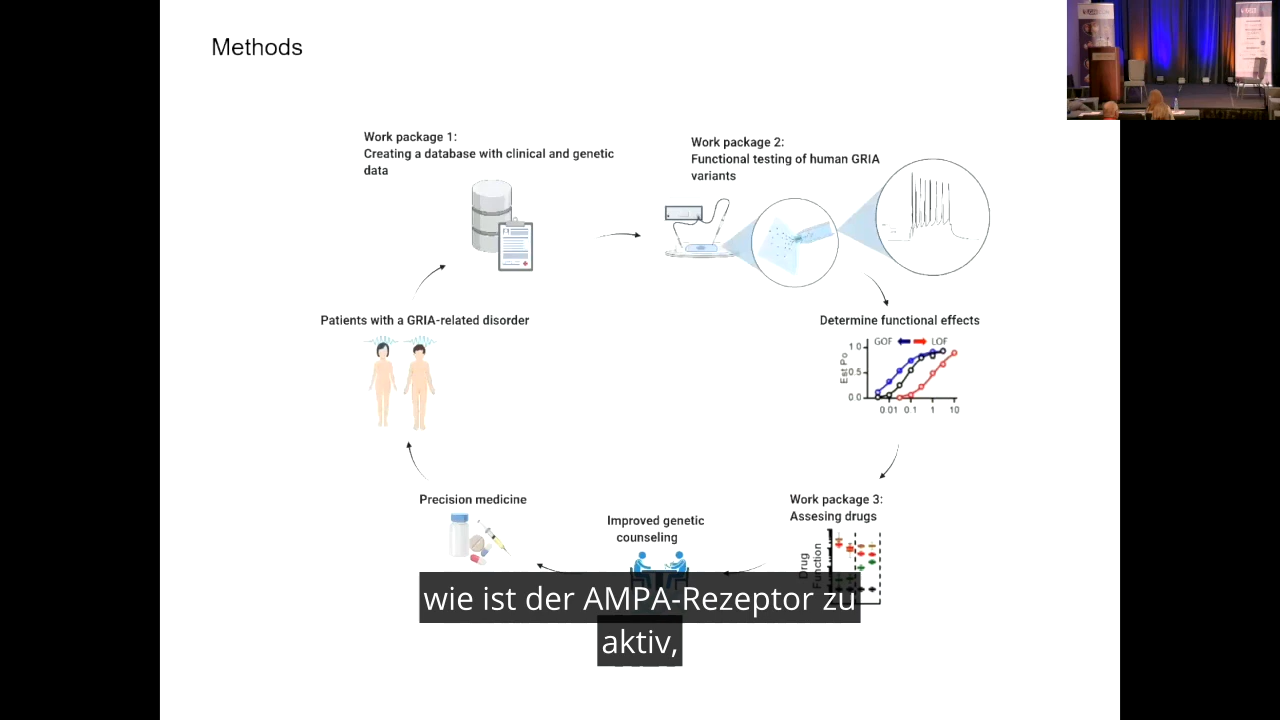 Methods
Work package 1:
Creating a database with clinical and genetic
data
Work package 2:
Functional testing of human GRIA
variants
Patients with a GRIA-related disorder
Determine functional effects
GOF
LOF
Est Po
1 0
0.5
0.0
0 01 0.1 1 10
Precision medicine
Improved genetic
counseling
Work package 3:
Assesing drugs
Drug
Function
wie ist der AMPA-Rezeptor zu
aktiv,